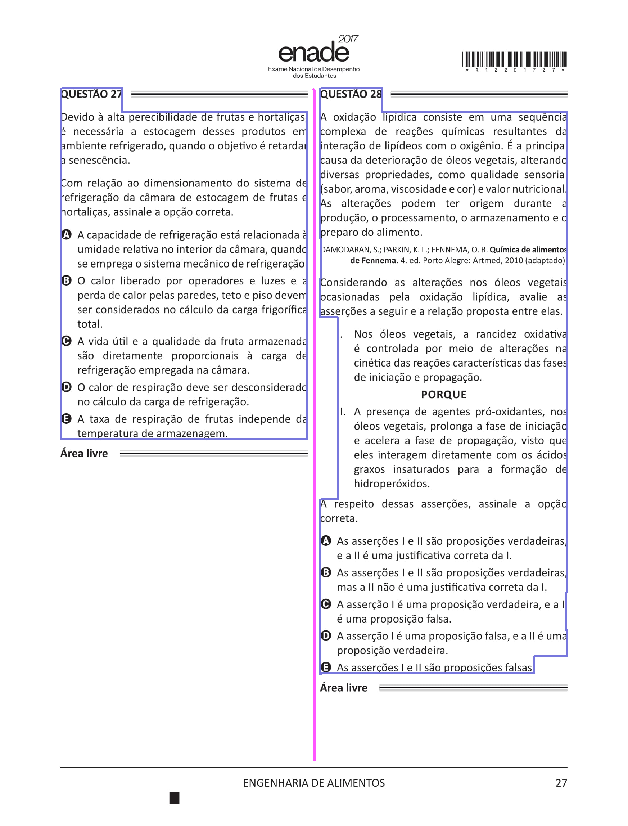 2017
enade
Exame Nacional de Desempenho
dos Estudantes
*R1220172 7*
QUESTÃO 27
Devido à alta perecibilidade de frutas e hortaliças
é necessária a estocagem desses produtos em
ambiente refrigerado, quando o objetivo é retardar
a senescência.
Com relação ao dimensionamento do sistema de
refrigeração da câmara de estocagem de frutas e
hortaliças, assinale a opção correta.
A A capacidade de refrigeração está relacionada à
umidade relativa no interior da câmara, quando
se emprega o sistema mecânico de refrigeração
B O calor liberado por operadores e luzes e a
perda de calor pelas paredes, teto e piso devem
ser considerados no cálculo da carga frigorífica
total.
C A vida útil e a qualidade da fruta armazenada
são diretamente proporcionais à carga de
refrigeração empregada na câmara.
D O calor de respiração deve ser desconsiderado
no cálculo da carga de refrigeração.
E A taxa de respiração de frutas independe da
temperatura de armazenagem.
Área livre
QUESTÃO 28
A oxidação lipídica consiste em uma sequência
complexa de reações químicas resultantes da
interação de lipídeos com o oxigênio. É a principal
causa da deterioração de óleos vegetais, alterando
diversas propriedades, como qualidade sensorial
(sabor, aroma, viscosidade e cor) e valor nutricional.
As alterações podem ter origem durante a
produção, o processamento, o armazenamento e o
preparo do alimento.
DAMODARAN, S.; PARKIN, K. L.; FENNEMA, O. R. Química de alimentos
de Fennema. 4. ed. Porto Alegre: Artmed, 2010 (adaptado)
Considerando as alterações nos óleos vegetais
ocasionadas pela oxidação lipídica, avalie as
asserções a seguir e a relação proposta entre elas.
I. Nos óleos vegetais, a rancidez oxidativa
é controlada por meio de alterações na
cinética das reações características das fases
de iniciação e propagação.
PORQUE
II. A presença de agentes pró-oxidantes, nos
óleos vegetais, prolonga a fase de iniciação
e acelera a fase de propagação, visto que
eles interagem diretamente com os ácidos
graxos insaturados para a formação de
hidroperóxidos.
A respeito dessas asserções, assinale a opção
correta.
A As asserções I e II são proposições verdadeiras,
e a II é uma justificativa correta da I.
B As asserções I e II são proposições verdadeiras,
mas a II não é uma justificativa correta da I.
C A asserção I é uma proposição verdadeira, e a II
é uma proposição falsa.
D A asserção I é uma proposição falsa, e a II é uma
proposição verdadeira.
E As asserções I e II são proposições falsas
Área livre
ENGENHARIA DE ALIMENTOS
27